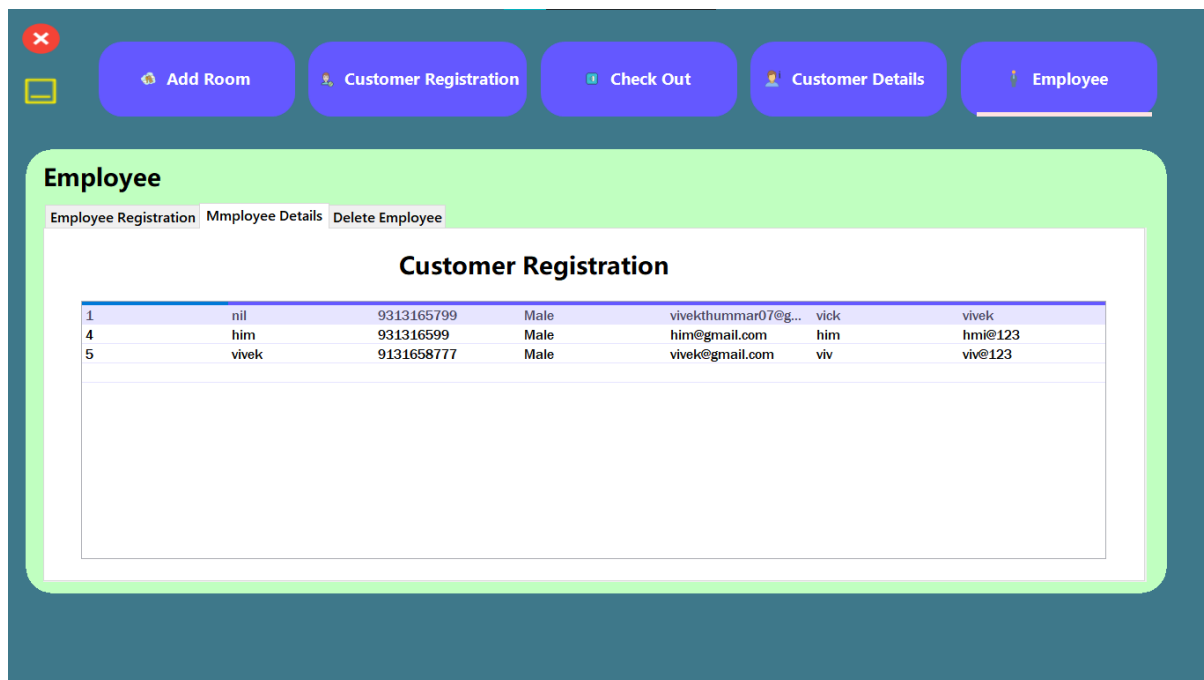 Add Room Customer Registration Check Out Customer Details Employee
Employee
Employee Registration Mmployee Details Delete Employee
Customer Registration
1 nil 9313165799 Male vivekthummar07@g... vick vivek
4 him 931316599 Male him@gmail.com him hmi@123
5 vivek 9131658777 Male vivek@gmail.com viv viv@123